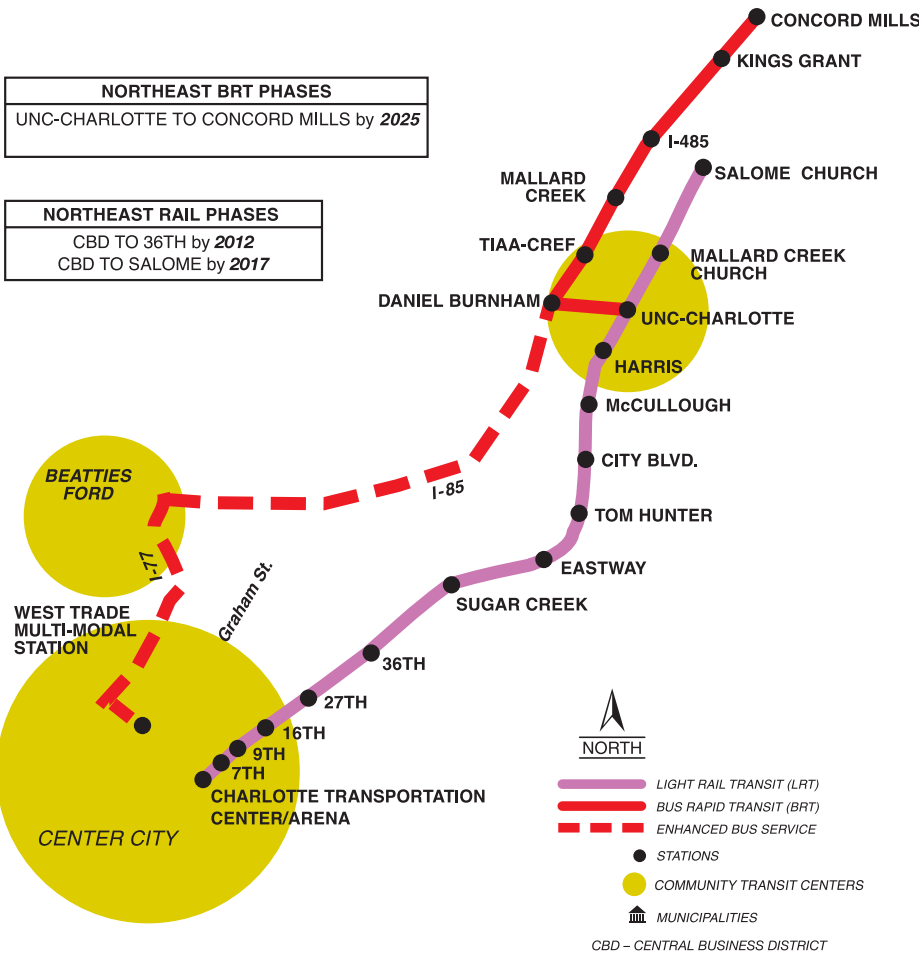 CONCORD MILLS
KINGS GRANT
NORTHEAST BRT PHASES
UNC-CHARLOTTE TO CONCORD MILLS by 2025
I-485
SALOME CHURCH
MALLARD
CREEK
NORTHEAST RAIL PHASES
CBD TO 36TH by 2012
CBD TO SALOME by 2017
TIAA-CREF
MALLARD CREEK
CHURCH
DANIEL BURNHAM
UNC-CHARLOTTE
HARRIS
McCULLOUGH
CITY BLVD.
BEATTIES
FORD
I-85
TOM HUNTER
I-77
EASTWAY
Graham St.
SUGAR CREEK
WEST TRADE
MULTI-MODAL
STATION
36TH
27TH
16TH
9TH
7TH
CHARLOTTE TRANSPORTATION
CENTER/ARENA
CENTER CITY
NORTH
LIGHT RAIL TRANSIT (LRT)
BUS RAPID TRANSIT (BRT)
ENHANCED BUS SERVICE
STATIONS
COMMUNITY TRANSIT CENTERS
MUNICIPALITIES
CBD – CENTRAL BUSINESS DISTRICT